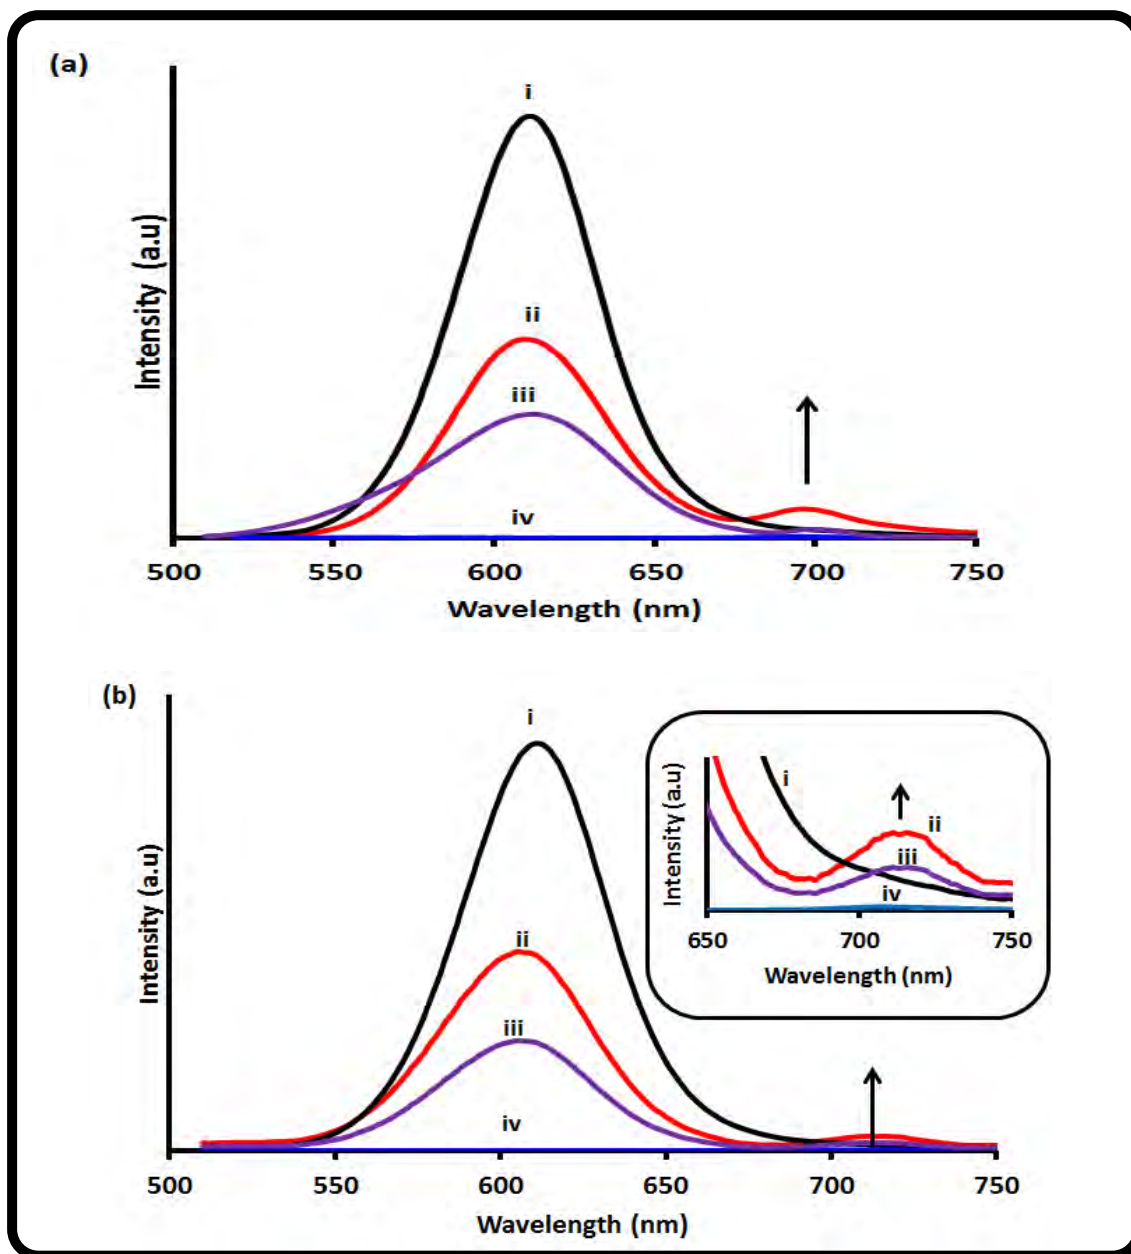 (a)
i
ii
iii
iv
Intensity (a.u)
500 550 600 650 700 750
Wavelength (nm)
(b)
i
ii
iii
iv
Intensity (a.u)
500 550 600 650 700 750
Wavelength (nm)
i
ii
iii
iv
Intensity (a.u)
650 700 750
Wavelength (nm)